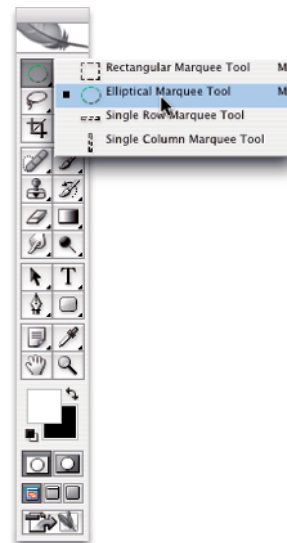 Rectangular Marquee Tool M
Elliptical Marquee Tool M
Single Row Marquee Tool
Single Column Marquee Tool
T